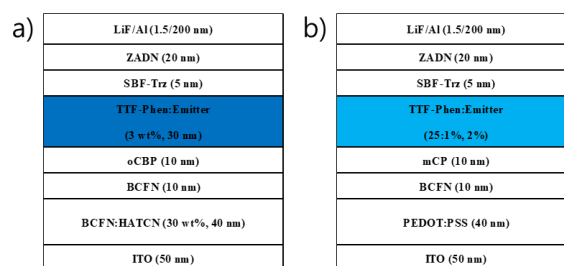 a)
LiF/Al (1.5/200 nm)
ZADN (20 nm)
SBF-Trz (5 nm)
TTF-Phen:Emitter
(3 wt%, 30 nm)
oCBP (10 nm)
BCFN (10 nm)
BCFN:HATCN (30 wt%, 40 nm)
ITO (50 nm)
b)
LiF/Al (1.5/200 nm)
ZADN (20 nm)
SBF-Trz (5 nm)
TTF-Phen:Emitter
(25:1%, 2%)
mCP (10 nm)
BCFN (10 nm)
PEDOT:PSS (40 nm)
ITO (50 nm)